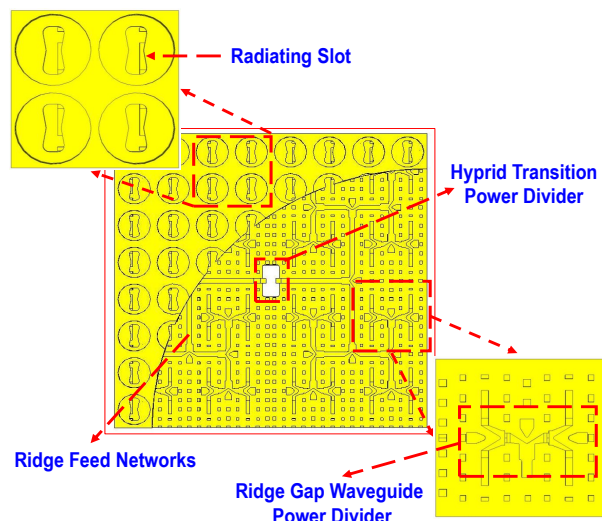 Radiating Slot
Hyprid Transition
Power Divider
Ridge Feed Networks
Ridge Gap Waveguide
Power Divider